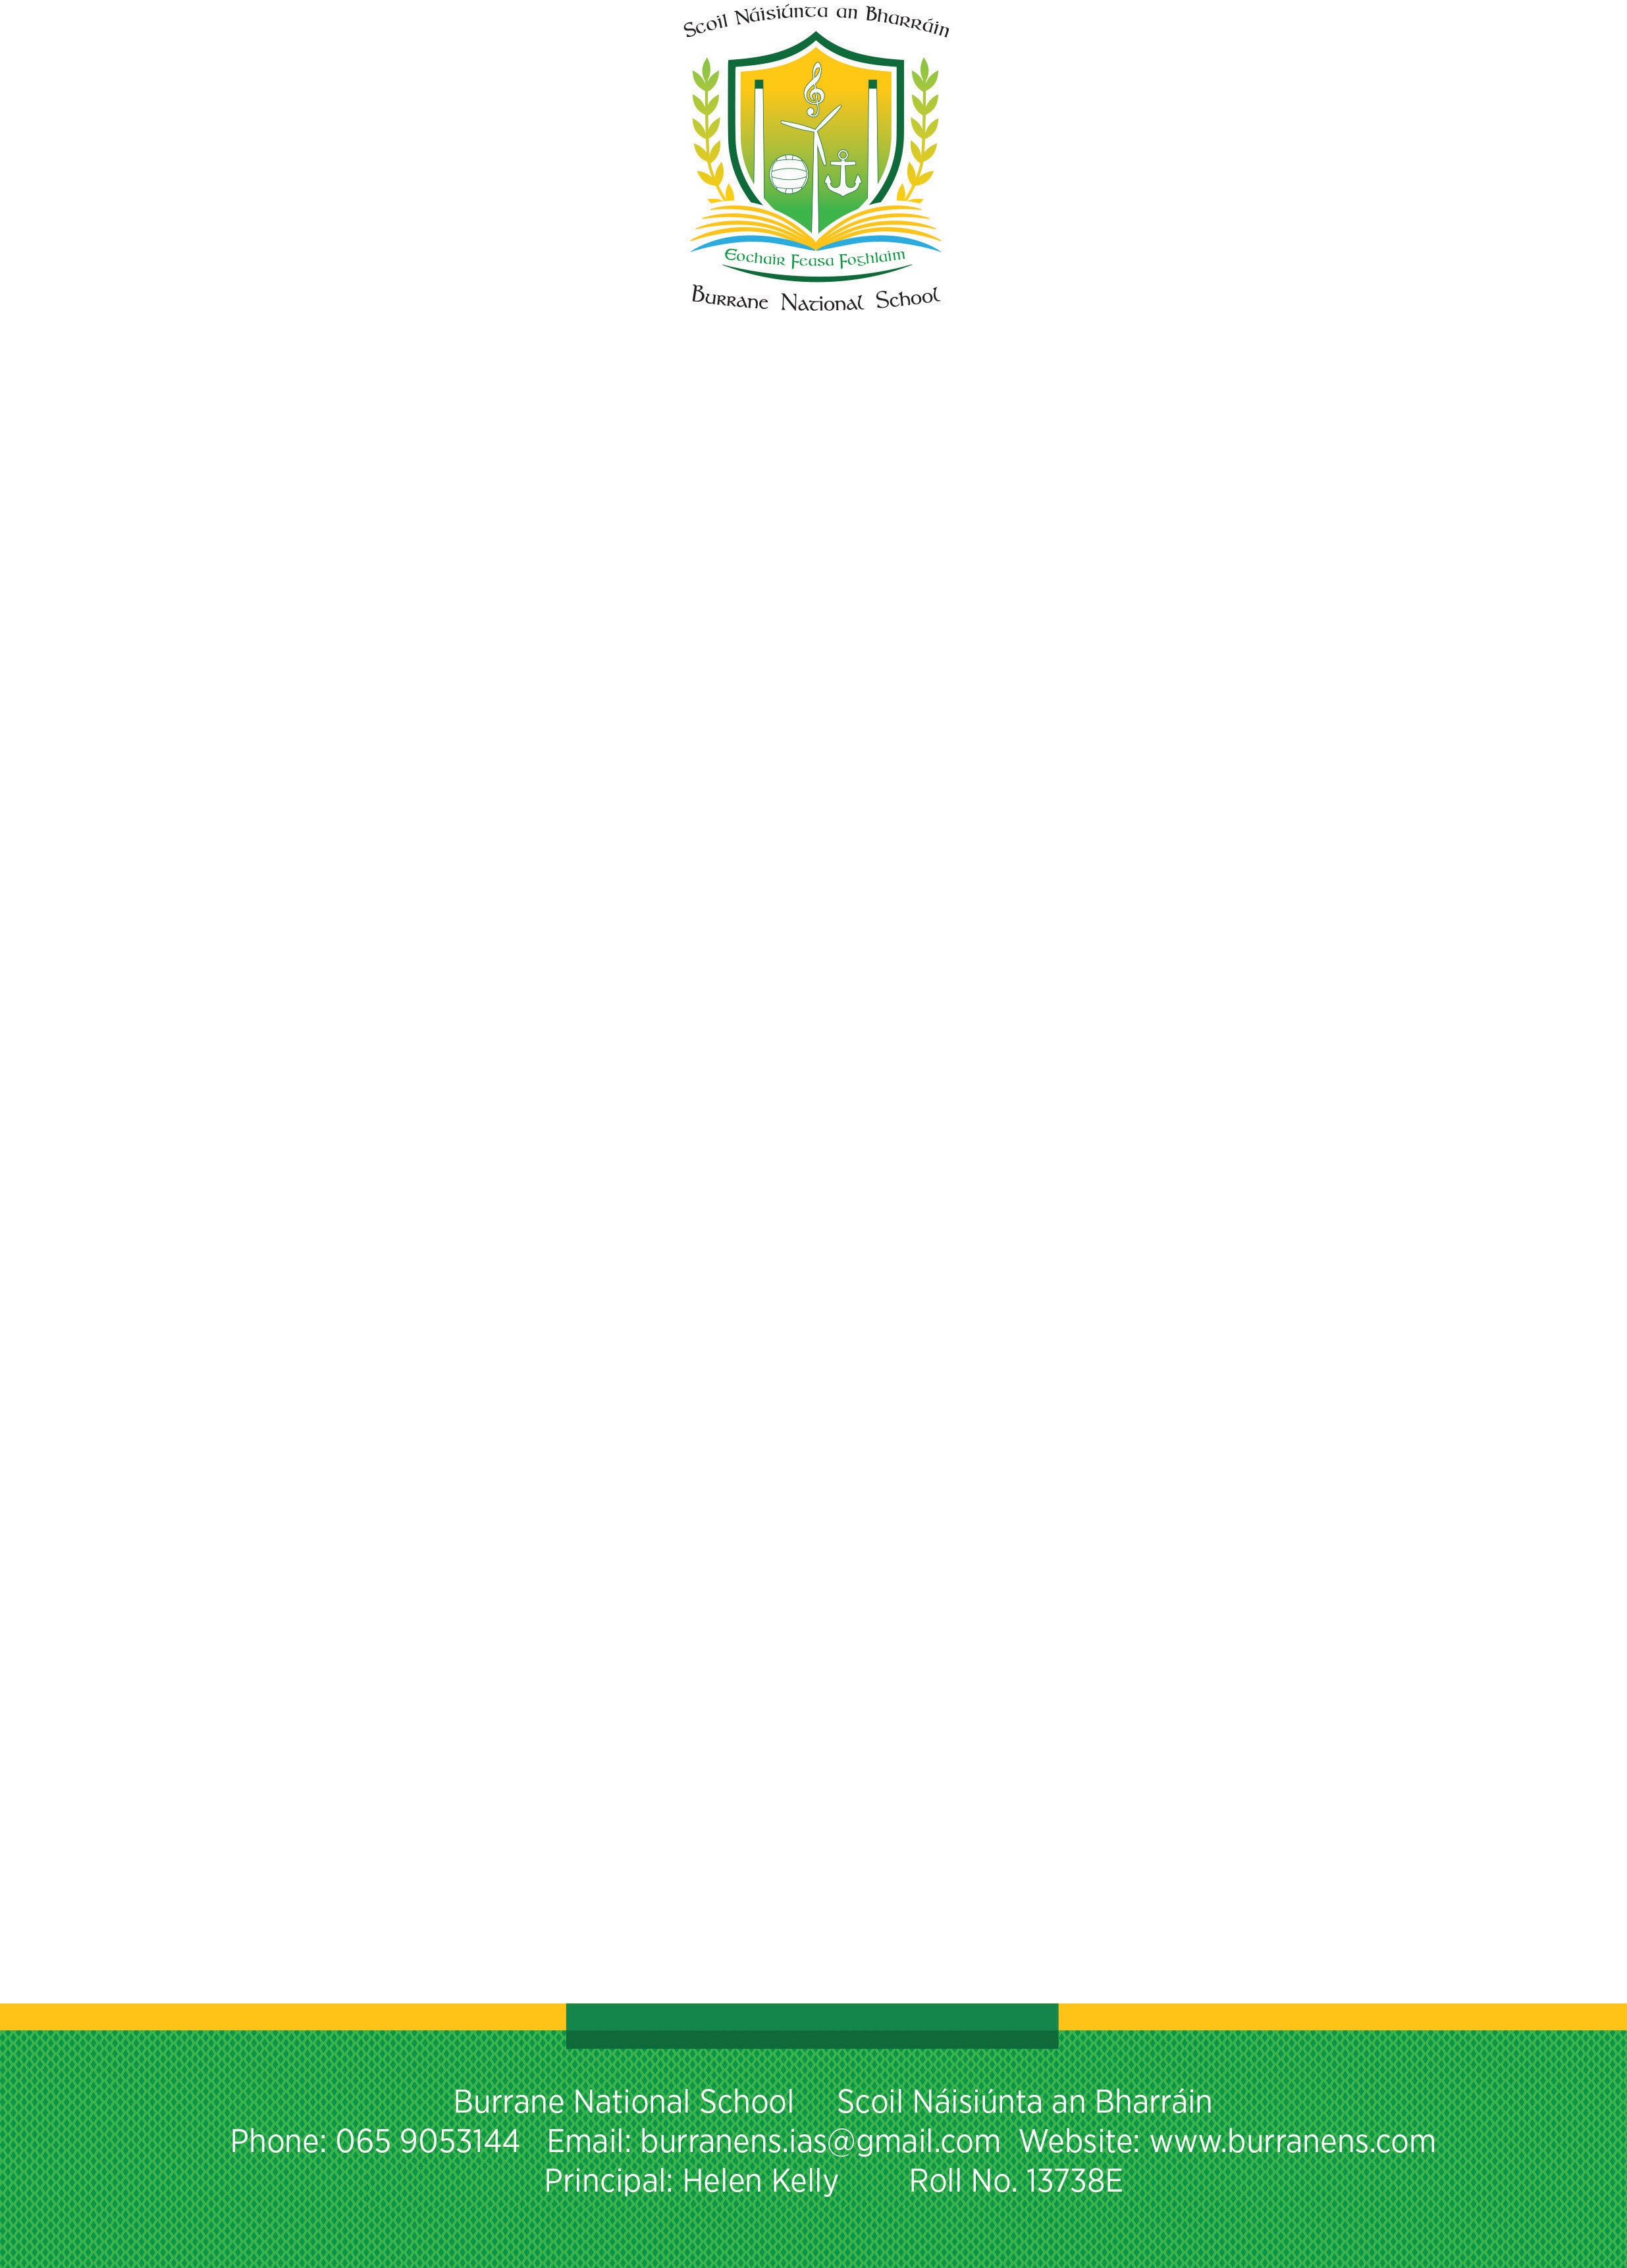 Scoil Náisiúnta an Bharráin
Eochair Feasa Foghlaim
Burrane National School
Burrane National School Scoil Náisiúnta an Bharráin
Phone: 065 9053144 Email: burranens.ias@gmail.com Website: www.burranens.com
Principal: Helen Kelly Roll No. 13738E